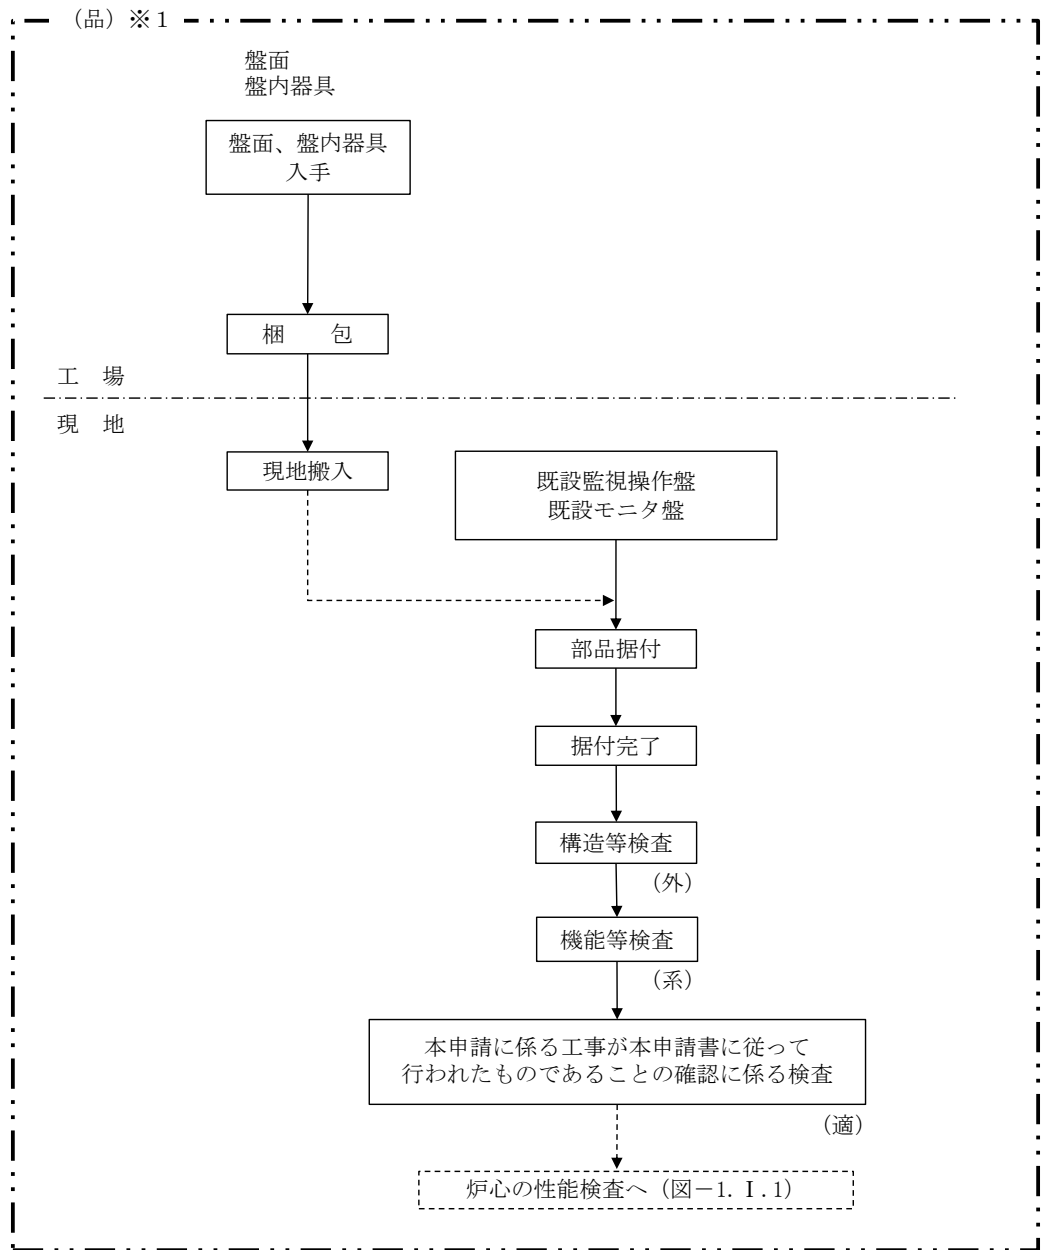 （品）※１
盤面
盤内器具
盤面、盤内器具
入手
梱　包
工　場
現　地
現地搬入
既設監視操作盤
既設モニタ盤
部品据付
据付完了
構造等検査
（外）
機能等検査
（系）
本申請に係る工事が本申請書に従って
行われたものであることの確認に係る検査
（適）
炉心の性能検査へ（図－1.Ⅰ.1）